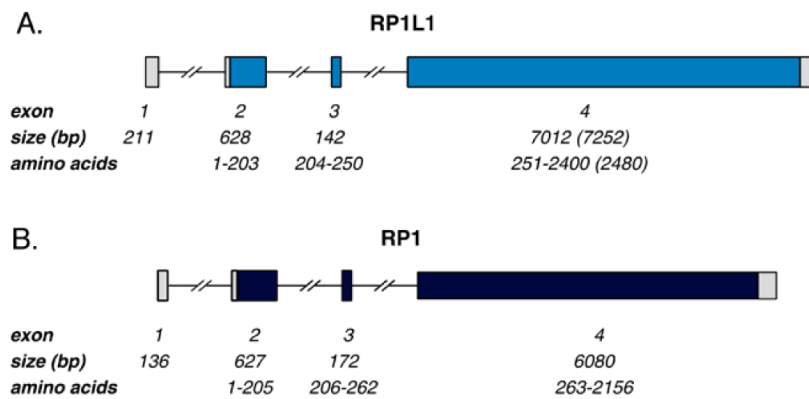 A.
RP1L1
exon 1 2 3 4
size (bp) 211 628 142 7012 (7252)
amino acids 1-203 204-250 251-2400 (2480)
B.
RP1
exon 1 2 3 4
size (bp) 136 627 172 6080
amino acids 1-205 206-262 263-2156